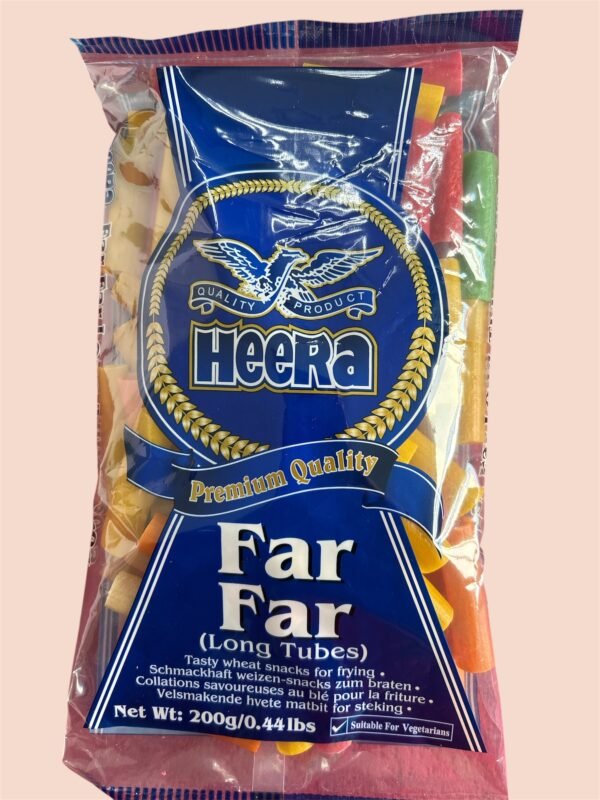 QUALITY PRODUCT
HEERa
Premium Quality
Far
Far
(Long Tubes)
Tasty wheat snacks for frying •
Schmackhaft weizen-snacks zum braten •
Collations savoureuses au blé pour la friture •
Velsmakende hvete matbit for steking •
Net Wt: 200g/0.44lbs
Suitable For Vegetarians